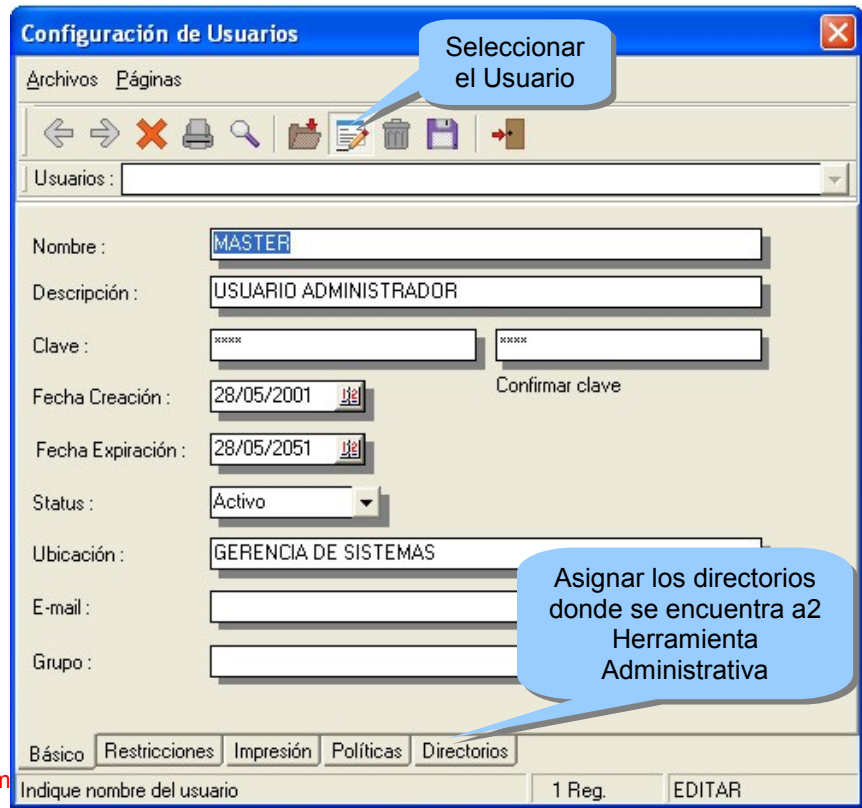 Configuración de Usuarios
Seleccionar
el Usuario
Archivos Páginas
Usuarios :
Nombre : MASTER
Descripción : USUARIO ADMINISTRADOR
Clave : **** ****
Confirmar clave
Fecha Creación : 28/05/2001
Fecha Expiración : 28/05/2051
Status : Activo
Ubicación : GERENCIA DE SISTEMAS
E-mail :
Grupo :
Asignar los directorios
donde se encuentra a2
Herramienta
Administrativa
Básico Restricciones Impresión Políticas Directorios
Indique nombre del usuario 1 Reg. EDITAR